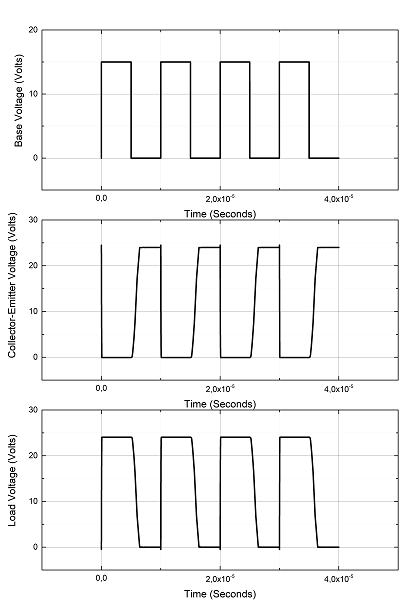 Base Voltage (Volts)
20
10
0
0,0
2,0x10-5
4,0x10-5
Time (Seconds)
Collector-Emitter Voltage (Volts)
30
20
10
0
0,0
2,0x10-5
4,0x10-5
Time (Seconds)
Load Voltage (Volts)
30
20
10
0
0,0
2,0x10-5
4,0x10-5
Time (Seconds)